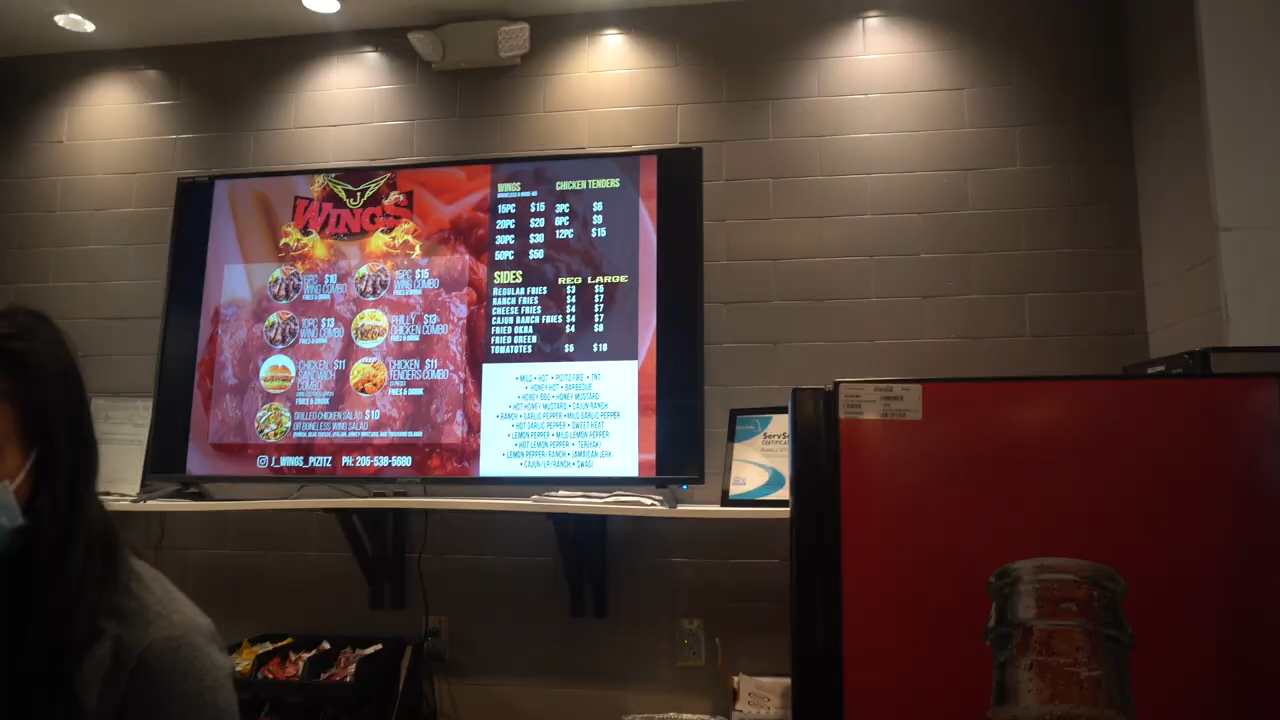 J
WINGS
6PC $10
WING COMBO
FRIES & DRINK
15PC $15
WING COMBO
FRIES & DRINK
10PC $13
WING COMBO
FRIES & DRINK
PHILLY $13
CHICKEN COMBO
FRIES & DRINK
CHICKEN $11
SANDWICH
COMBO
FRIES & DRINK
CHICKEN $11
TENDERS COMBO
FRIES & DRINK
GRILLED CHICKEN SALAD $10
OR BONELESS WING SALAD
J_WINGS_PIZITZ PH: 205-538-5680
WINGS
15PC $15
20PC $20
30PC $30
50PC $50
CHICKEN TENDERS
3PC $6
6PC $9
12PC $15
SIDES REG LARGE
REGULAR FRIES $3 $5
RANCH FRIES $4 $7
CHEESE FRIES $4 $7
CAJUN RANCH FRIES $4 $7
FRIED OKRA $4 $8
FRIED GREEN
TOMATOTES $5 $10
• MILD • HOT • PIZITZ FIRE • TNT
• HONEY HOT • BARBEQUE
• HONEY BBQ • HONEY MUSTARD
• HOT HONEY MUSTARD • CAJUN RANCH
• RANCH • GARLIC PEPPER • MILD GARLIC PEPPER
• HOT GARLIC PEPPER • SWEET HEAT
• LEMON PEPPER • MILD LEMON PEPPER
• HOT LEMON PEPPER • TERIYAKI
• LEMON PEPPER/RANCH • JAMAICAN JERK
• CAJUN/LP/RANCH • SWAG!